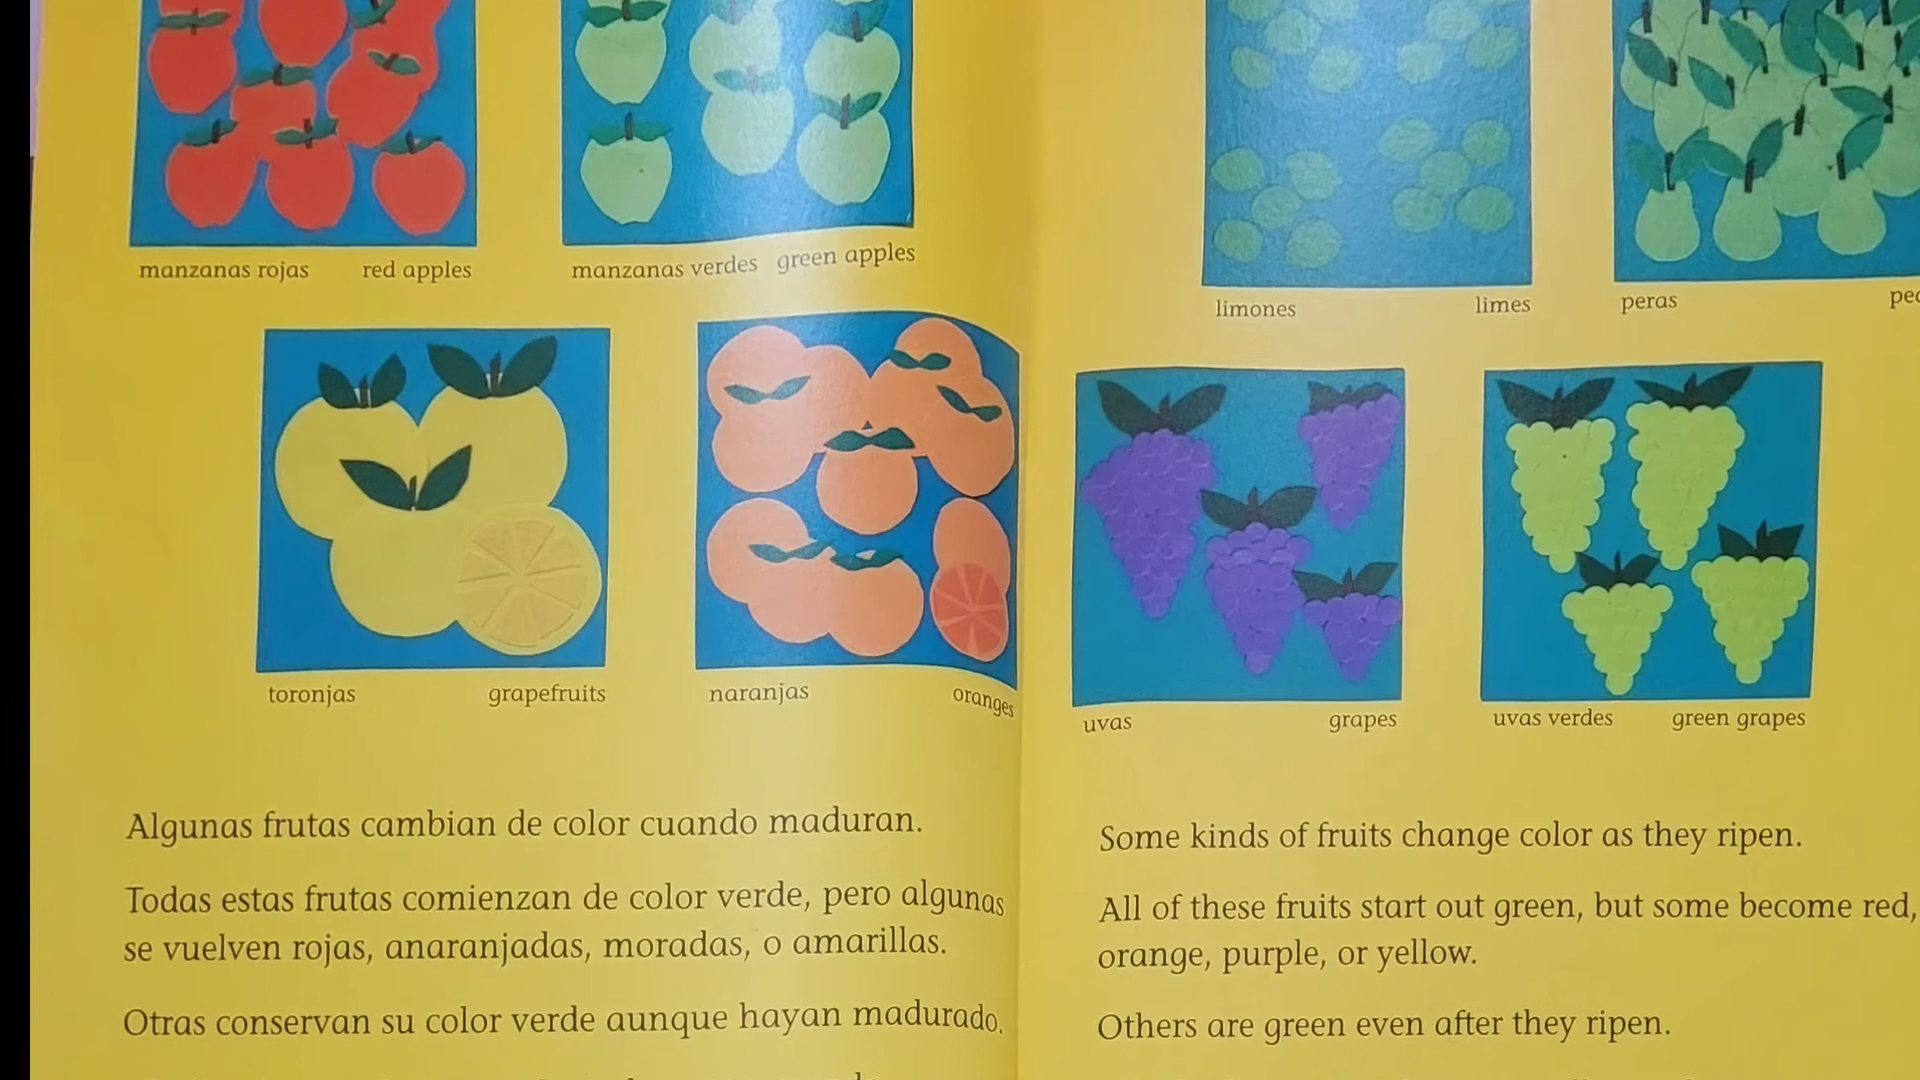 manzanas rojas red apples
manzanas verdes green apples
toronjas grapefruits
naranjas oranges
Algunas frutas cambian de color cuando maduran.
Todas estas frutas comienzan de color verde, pero algunas
se vuelven rojas, anaranjadas, moradas, o amarillas.
Otras conservan su color verde aunque hayan madurado.
limones limes
peras
uvas grapes
uvas verdes green grapes
Some kinds of fruits change color as they ripen.
All of these fruits start out green, but some become red,
orange, purple, or yellow.
Others are green even after they ripen.